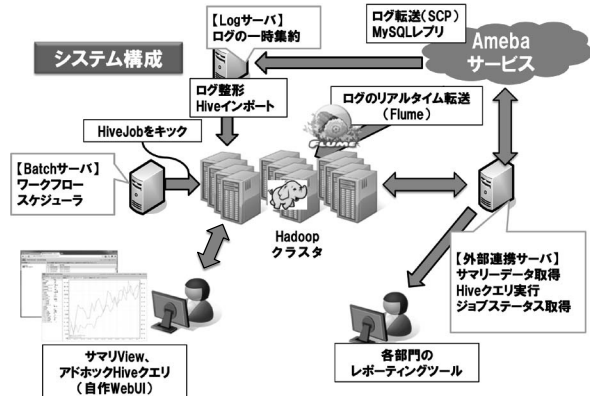 システム構成
【Logサーバ】
ログの一時集約
ログ転送（SCP）
MySQLレプリ
Ameba
サービス
ログ整形
Hiveインポート
ログのリアルタイム転送
（Flume）
FLUME
HiveJobをキック
【Batchサーバ】
ワークフロー
スケジューラ
Hadoop
クラスタ
【外部連携サーバ】
サマリーデータ取得
Hiveクエリ実行
ジョブステータス取得
サマリView、
アドホックHiveクエリ
（自作WebUI）
各部門の
レポーティングツール